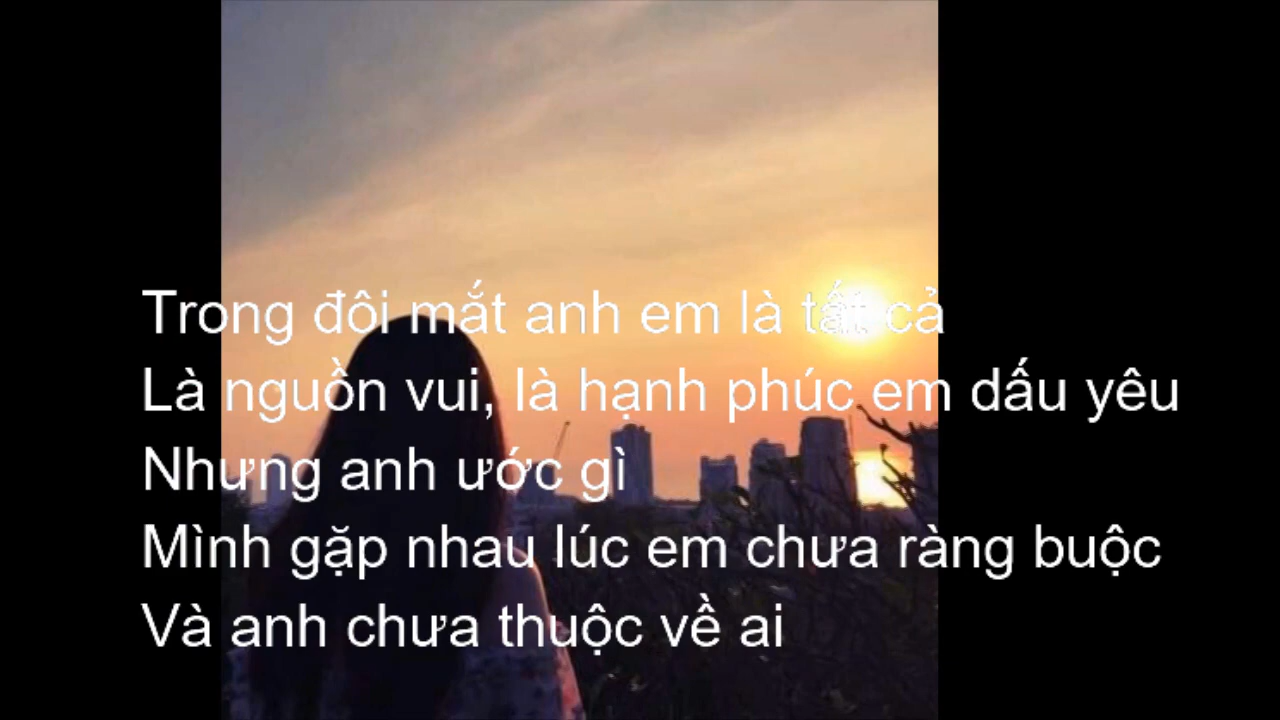 Trong đôi mắt anh em là tất cả
Là nguồn vui, là hạnh phúc em dấu yêu
Nhưng anh ước gì
Mình gặp nhau lúc em chưa ràng buộc
Và anh chưa thuộc về ai